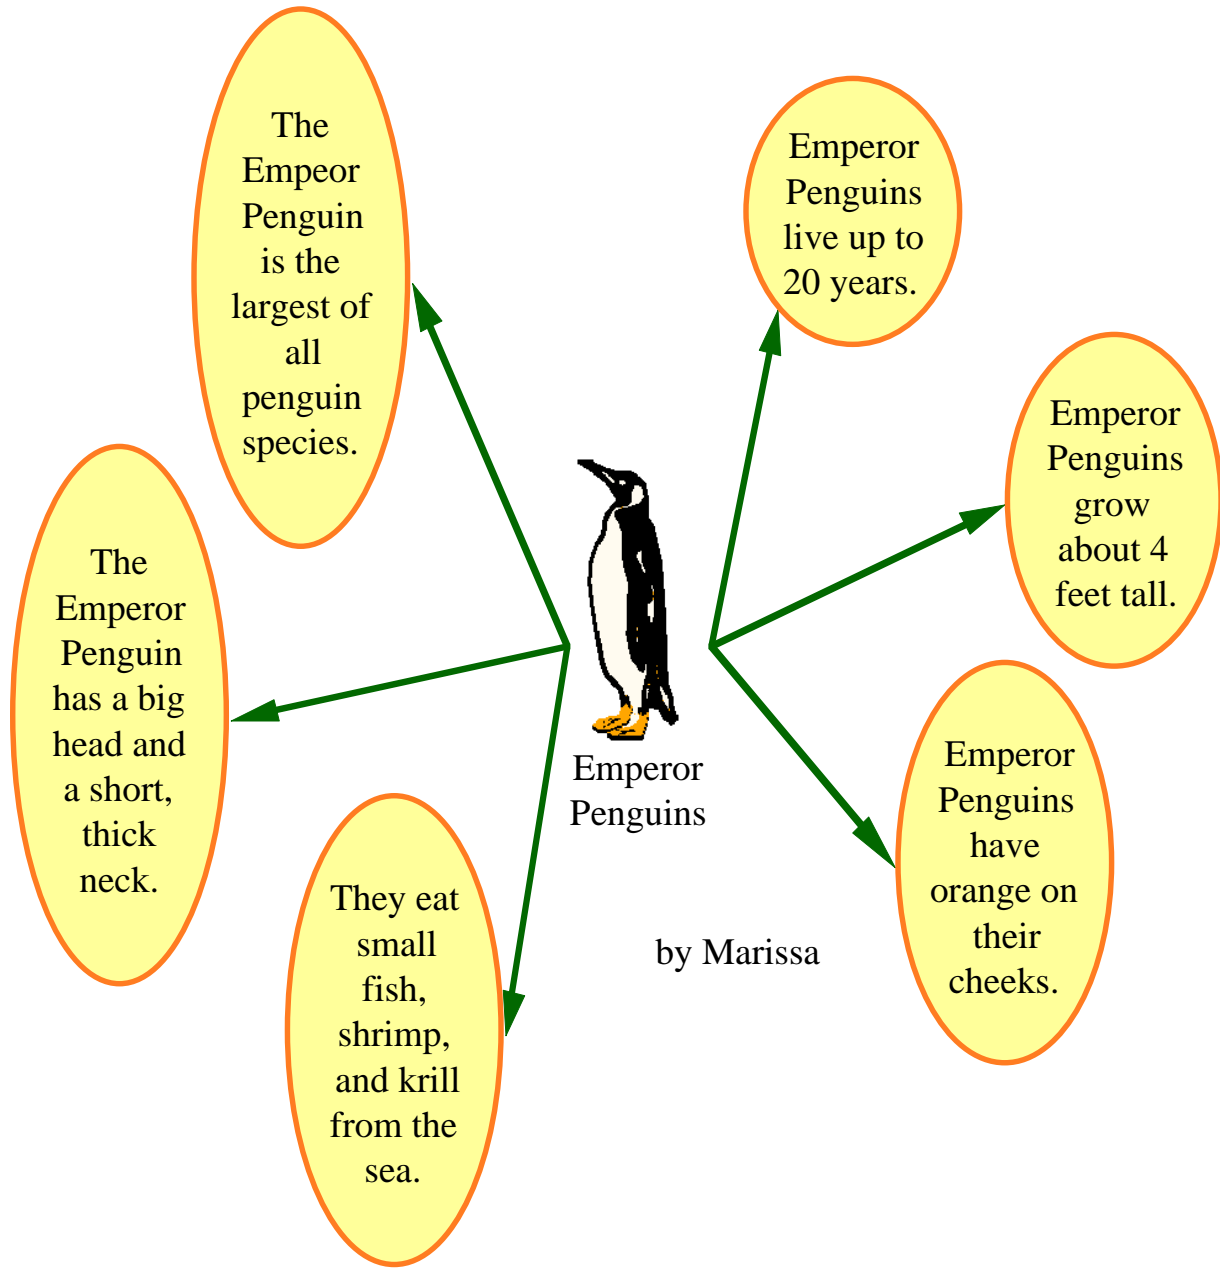 The
Empeor
Penguin
is the
largest of
all
penguin
species.
Emperor
Penguins
live up to
20 years.
Emperor
Penguins
grow
about 4
feet tall.
The
Emperor
Penguin
has a big
head and
a short,
thick
neck.
Emperor
Penguins
Emperor
Penguins
have
orange on
their
cheeks.
They eat
small
fish,
shrimp,
and krill
from the
sea.
by Marissa